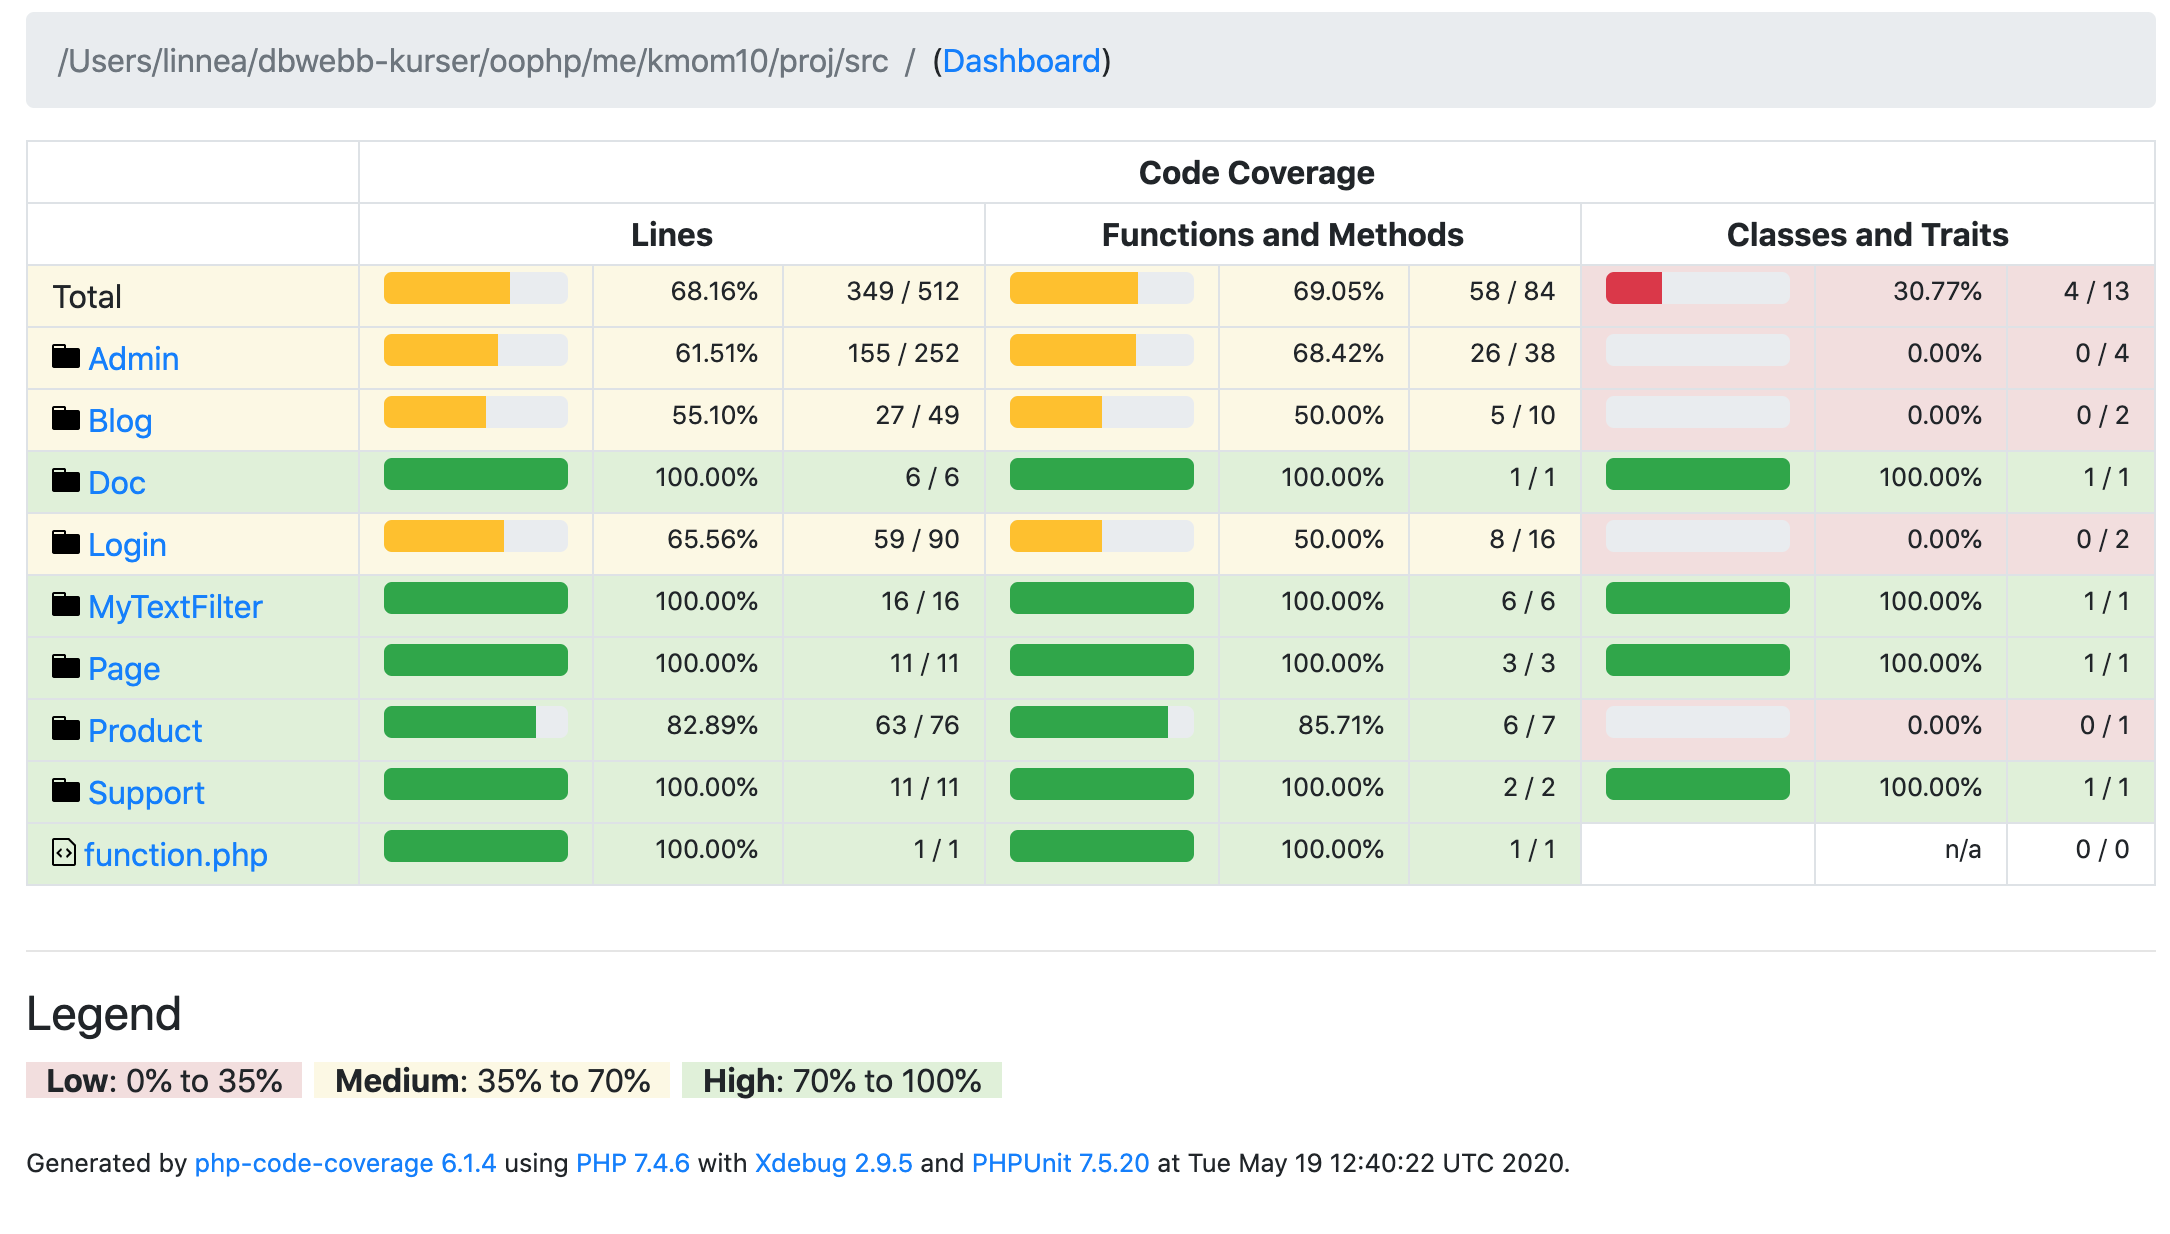 /Users/linnea/dbwebb-kurser/oophp/me/kmom10/proj/src / (Dashboard)
Code Coverage
Lines Functions and Methods Classes and Traits
Total 68.16% 349 / 512 69.05% 58 / 84 30.77% 4 / 13
Admin 61.51% 155 / 252 68.42% 26 / 38 0.00% 0 / 4
Blog 55.10% 27 / 49 50.00% 5 / 10 0.00% 0 / 2
Doc 100.00% 6 / 6 100.00% 1 / 1 100.00% 1 / 1
Login 65.56% 59 / 90 50.00% 8 / 16 0.00% 0 / 2
MyTextFilter 100.00% 16 / 16 100.00% 6 / 6 100.00% 1 / 1
Page 100.00% 11 / 11 100.00% 3 / 3 100.00% 1 / 1
Product 82.89% 63 / 76 85.71% 6 / 7 0.00% 0 / 1
Support 100.00% 11 / 11 100.00% 2 / 2 100.00% 1 / 1
function.php 100.00% 1 / 1 100.00% 1 / 1 n/a 0 / 0
Legend
Low: 0% to 35% Medium: 35% to 70% High: 70% to 100%
Generated by php-code-coverage 6.1.4 using PHP 7.4.6 with Xdebug 2.9.5 and PHPUnit 7.5.20 at Tue May 19 12:40:22 UTC 2020.